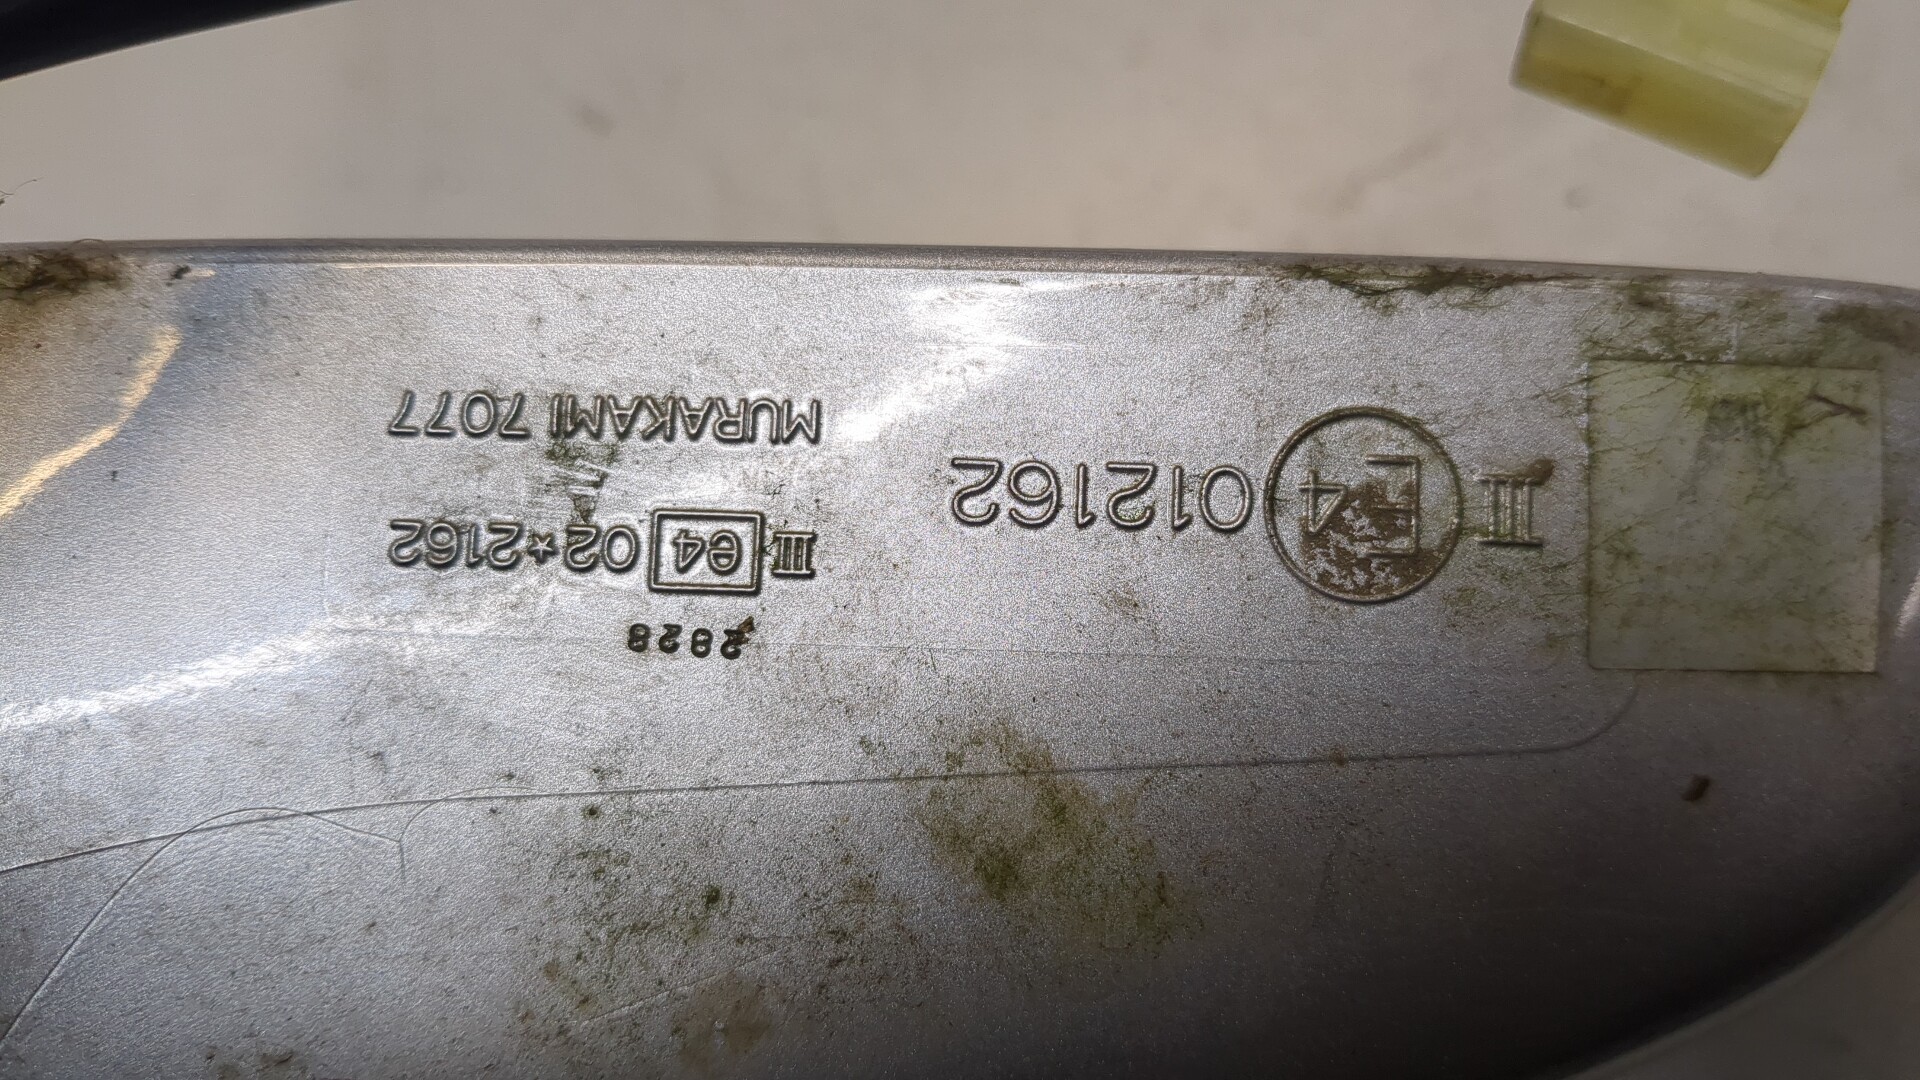 III E4 012162
2828
III e4 02*2162
MURAKAMI 7077